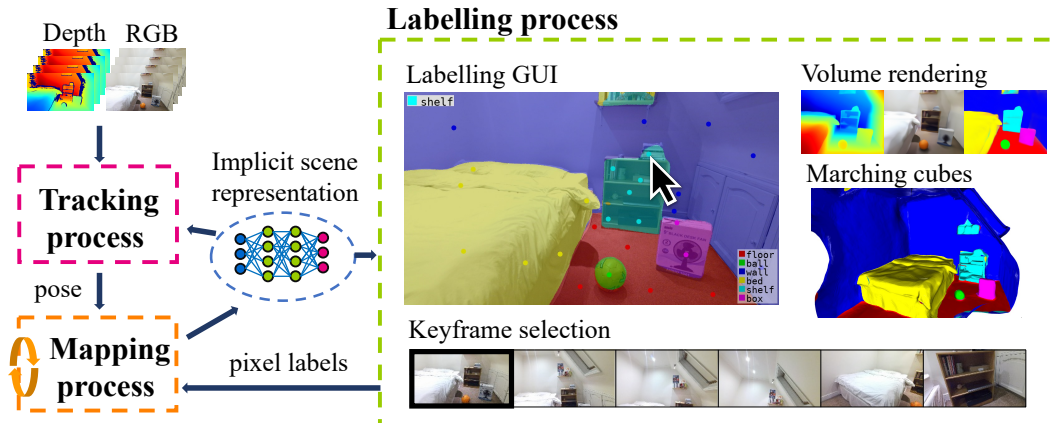 Labelling process
Depth
RGB
Labelling GUI
Volume rendering
shelf
Implicit scene
representation
Tracking
process
Marching cubes
floor
ball
wall
bed
shelf
box
pose
Mapping
process
pixel labels
Keyframe selection